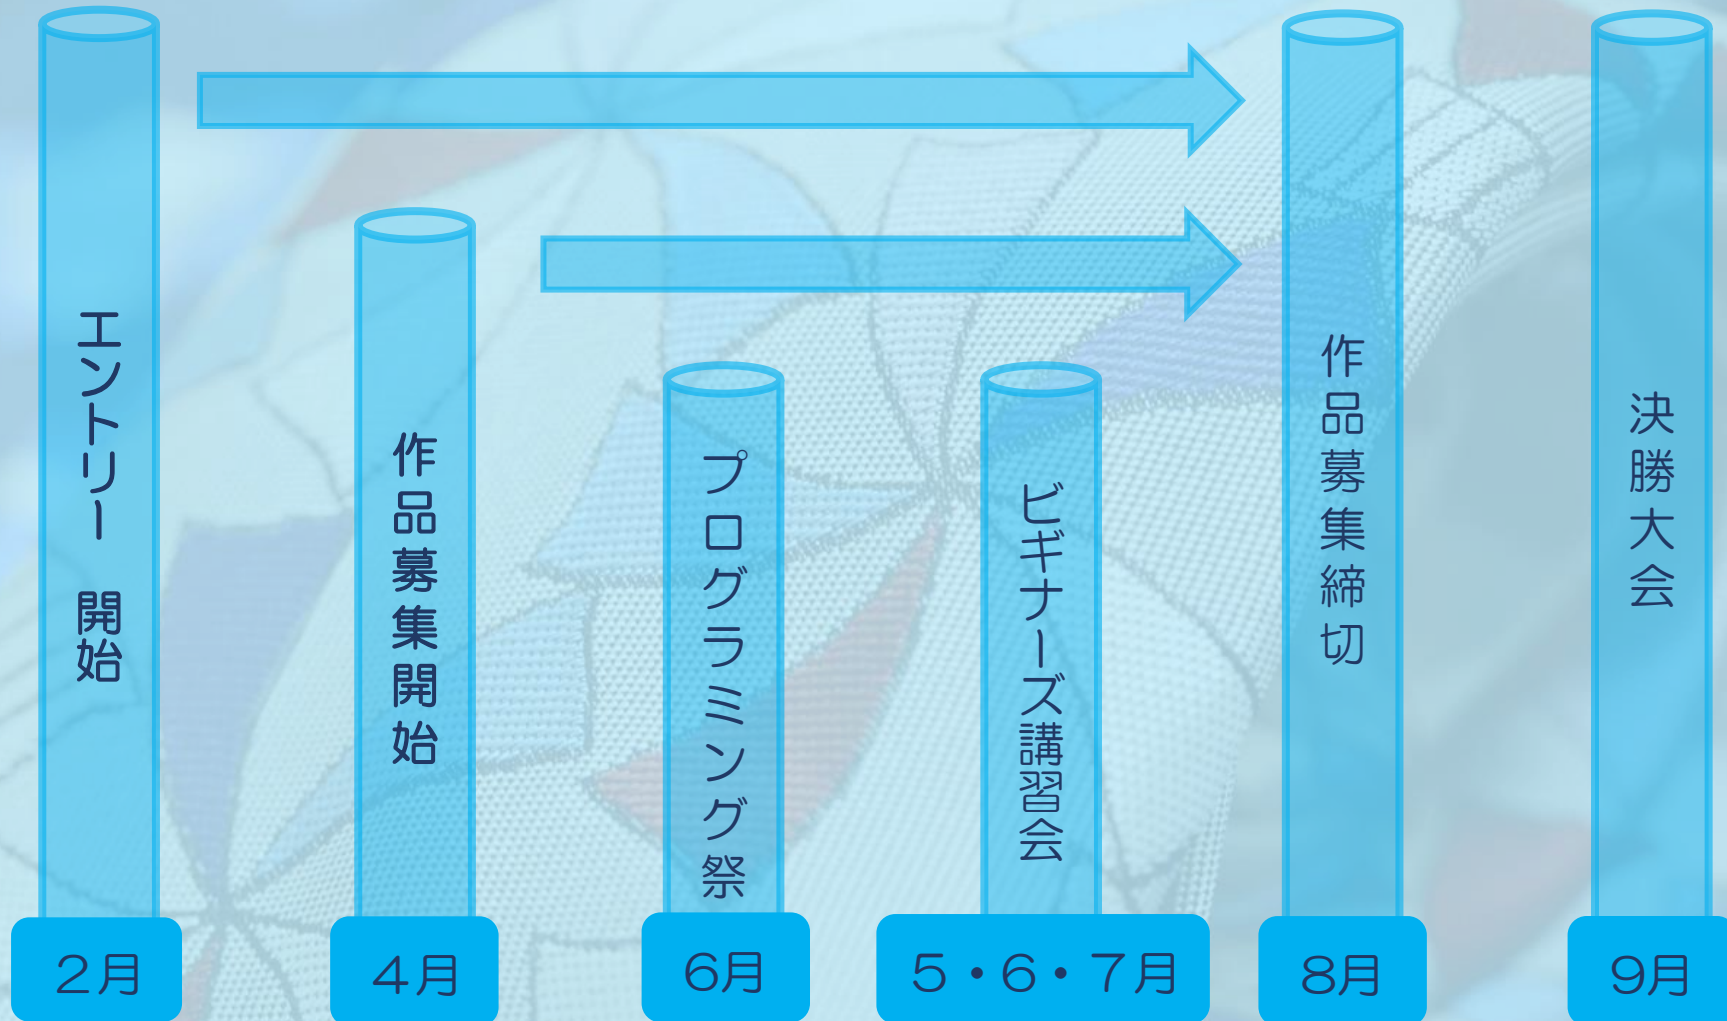 エントリー　開始
作品募集開始
プログラミング祭
ビギナーズ講習会
作品募集締切
決勝大会
２月
４月
６月
５・６・７月
８月
９月